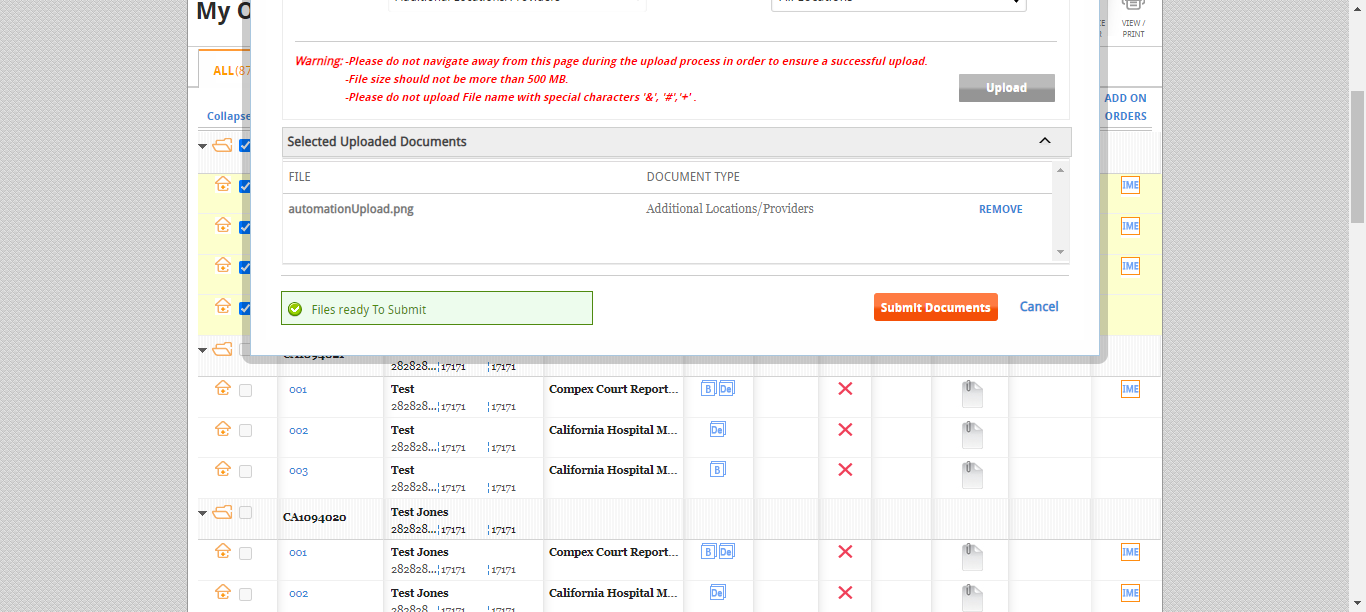 My O
VIEW /
PRINT
ALL(87
Warning: -Please do not navigate away from this page during the upload process in order to ensure a successful upload.
-File size should not be more than 500 MB.
-Please do not upload File name with special characters '&', '#','+' .
Upload
Collapse
ADD ON
ORDERS
Selected Uploaded Documents
FILE DOCUMENT TYPE
automationUpload.png Additional Locations/Providers REMOVE
IME
IME
IME
Files ready To Submit Submit Documents Cancel
282828...¦17171 ¦17171
001 Test Compex Court Report... B De IME
282828...¦17171 ¦17171
002 Test California Hospital M... De
282828...¦17171 ¦17171
003 Test California Hospital M... B
282828...¦17171 ¦17171
CA1094020 Test Jones
282828...¦17171 ¦17171
001 Test Jones Compex Court Report... B De IME
282828...¦17171 ¦17171
002 Test Jones California Hospital M... De IME
282828...¦17171 ¦17171